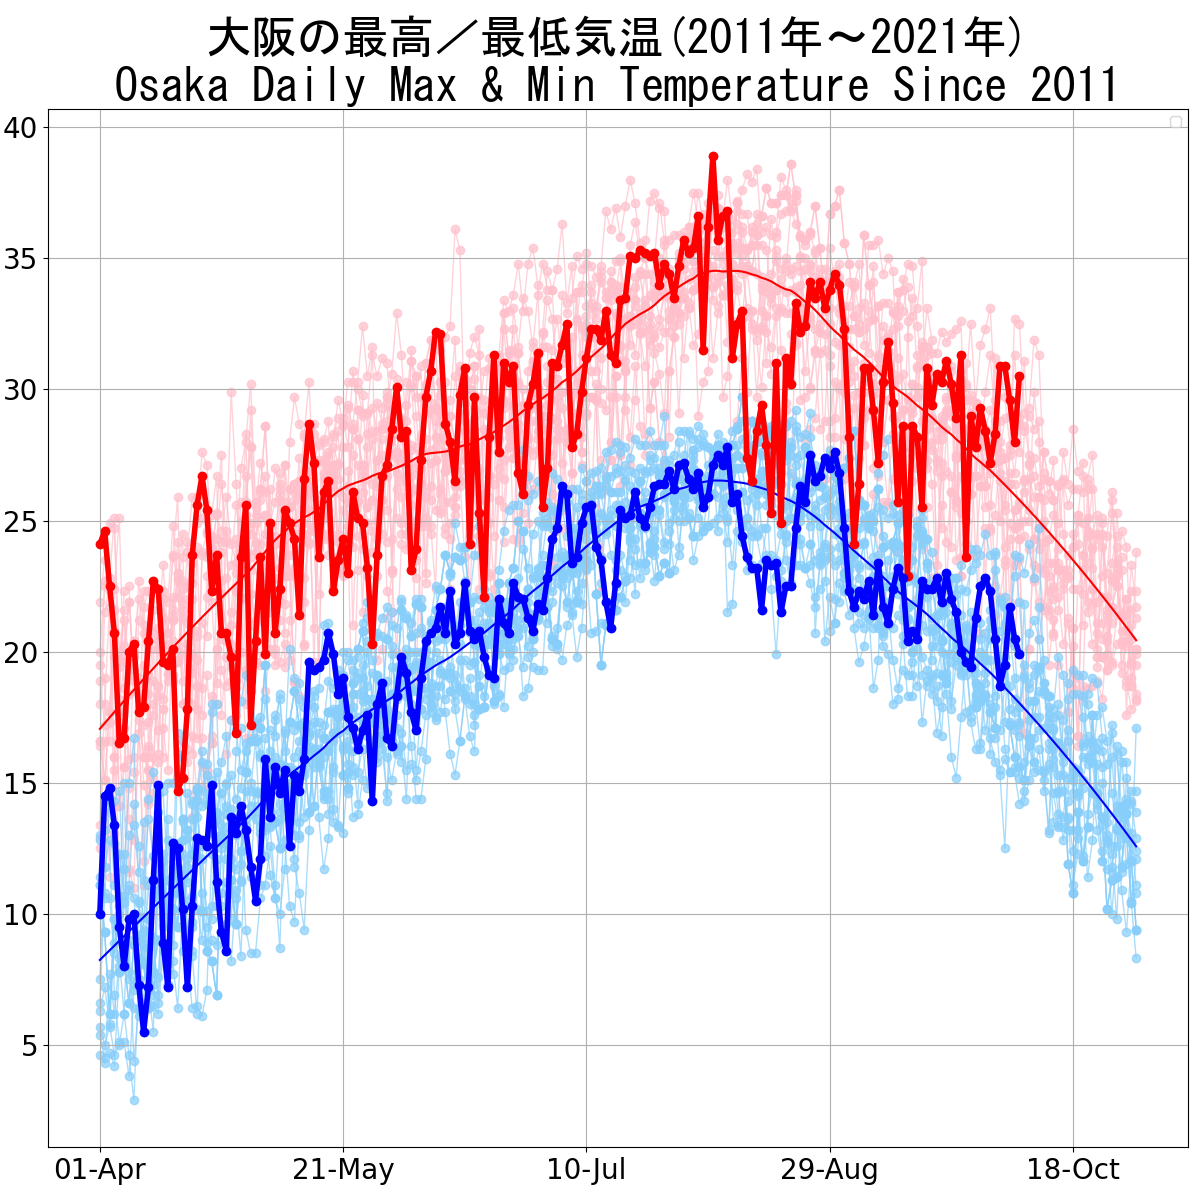 大阪の最高／最低気温(2011年～2021年)
Osaka Daily Max & Min Temperature Since 2011
40
35
30
25
20
15
10
5
01-Apr 21-May 10-Jul 29-Aug 18-Oct